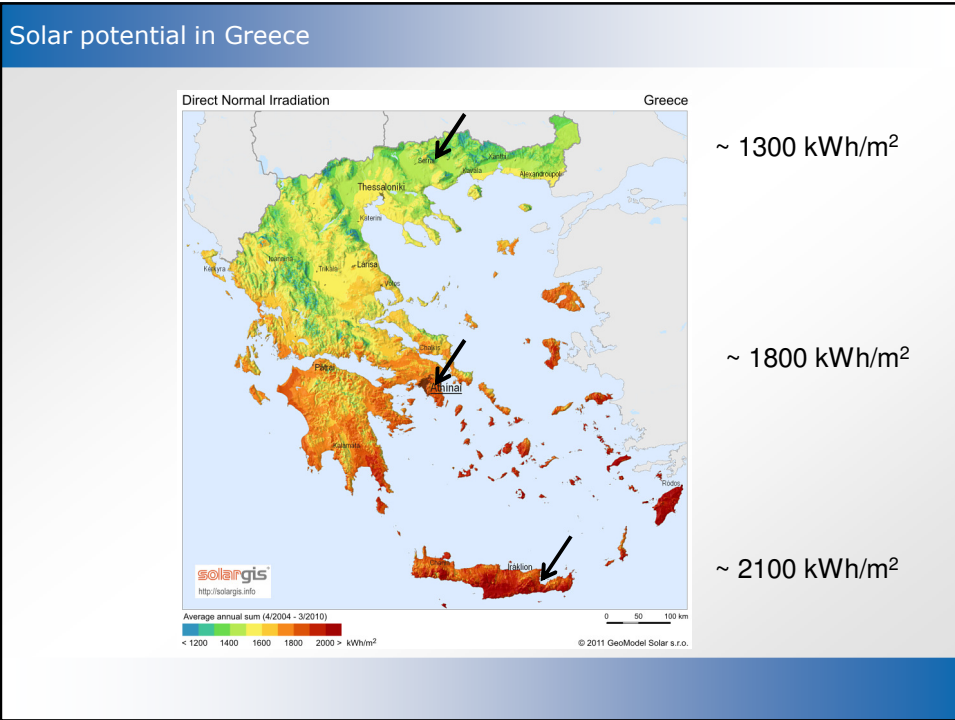 Solar potential in Greece
Direct Normal Irradiation Greece
~ 1300 kWh/m²
Serrai
Xanthi
Kavala
Alexandroupoli
Thessaloniki
Katerini
Ioannina
Kerkyra
Trikala
Larisa
Volos
~ 1800 kWh/m²
Chalkis
Patrai
Athinai
Kalamata
Rodos
Iraklion
~ 2100 kWh/m²
solargis
http://solargis.info
Average annual sum (4/2004 - 3/2010)
0 50 100 km
< 1200 1400 1600 1800 2000 > kWh/m²
© 2011 GeoModel Solar s.r.o.